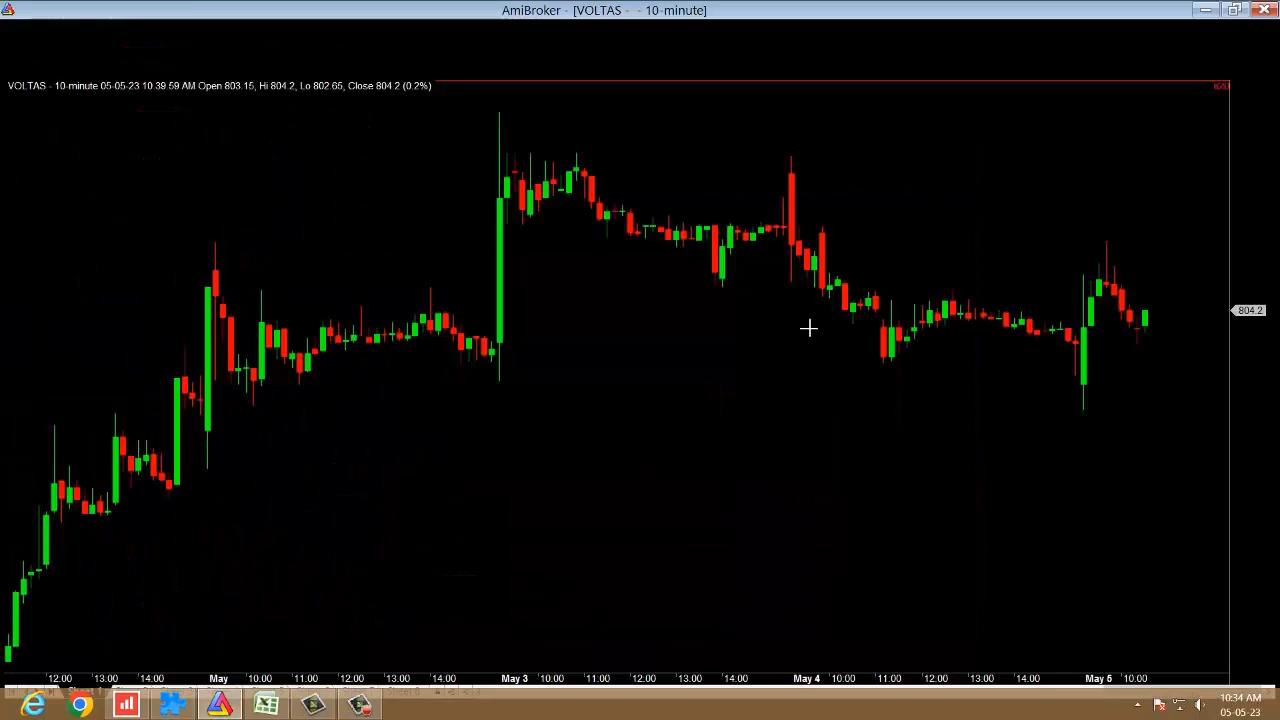 AmiBroker - [VOLTAS - - 10-minute]
VOLTAS - 10-minute 05-05-23 10:39:59 AM Open 803.15, Hi 804.2, Lo 802.65, Close 804.2 (0.2%)
804.2
12:00 13:00 14:00 May 10:00 11:00 12:00 13:00 14:00 May 3 10:00 11:00 12:00 13:00 14:00 May 4 10:00 11:00 12:00 13:00 14:00 May 5 10:00
10:34 AM
05-05-23